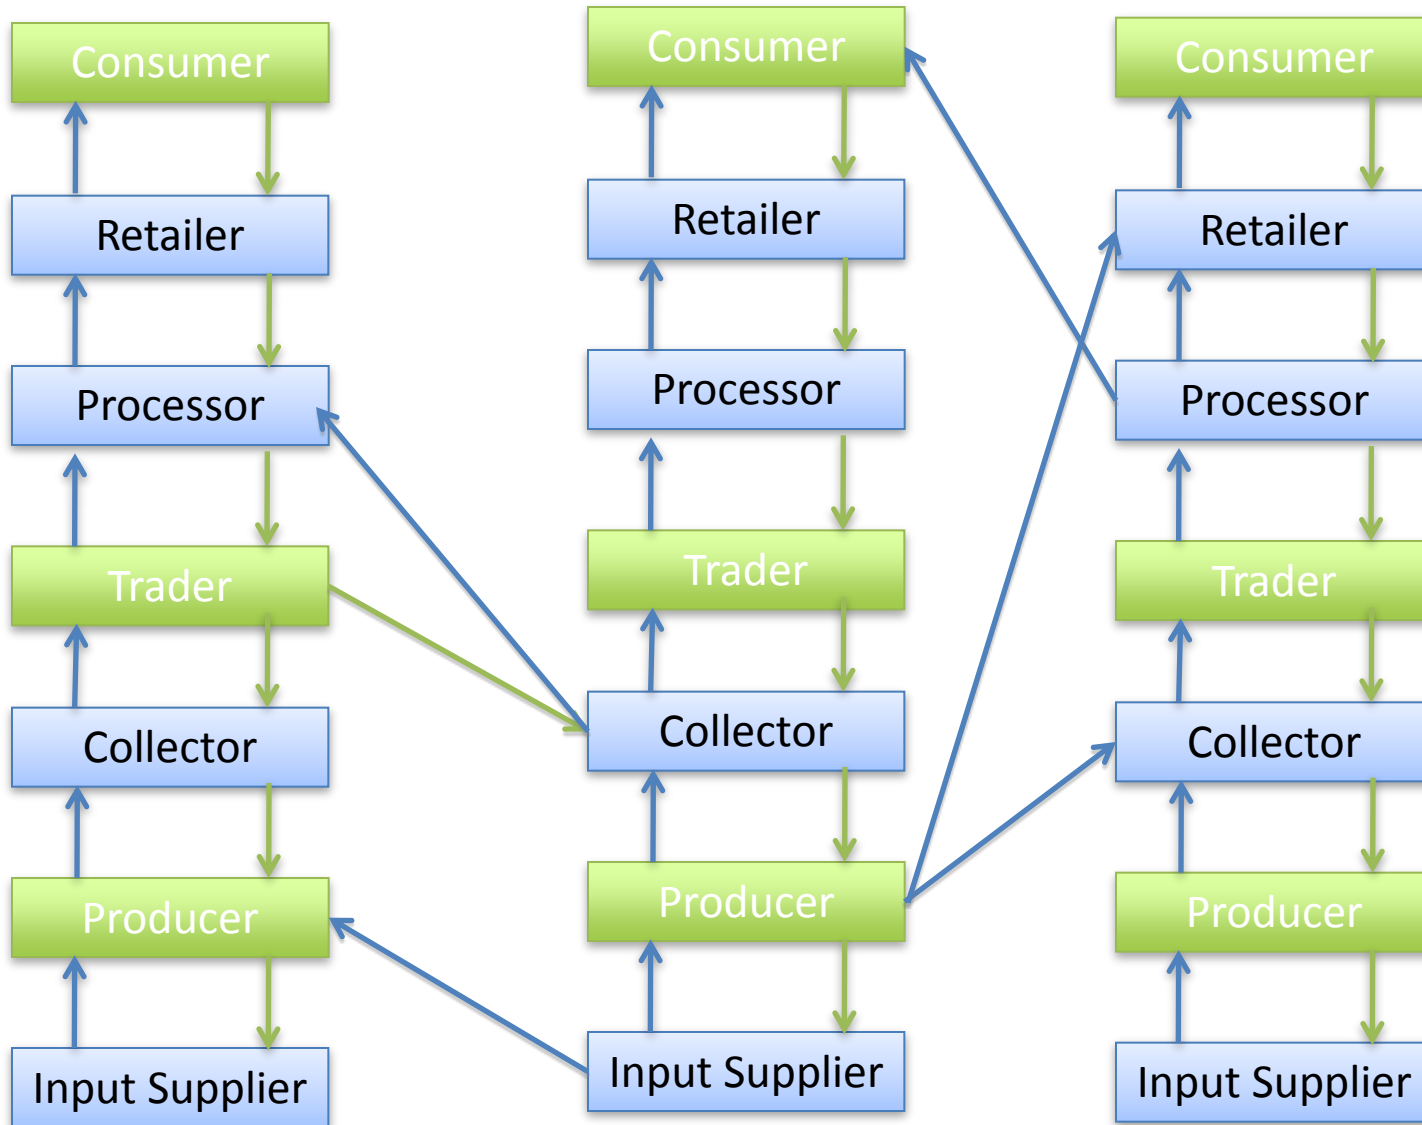 Consumer
Retailer
Processor
Trader
Collector
Producer
Input Supplier
Consumer
Retailer
Processor
Trader
Collector
Producer
Input Supplier
Consumer
Retailer
Processor
Trader
Collector
Producer
Input Supplier